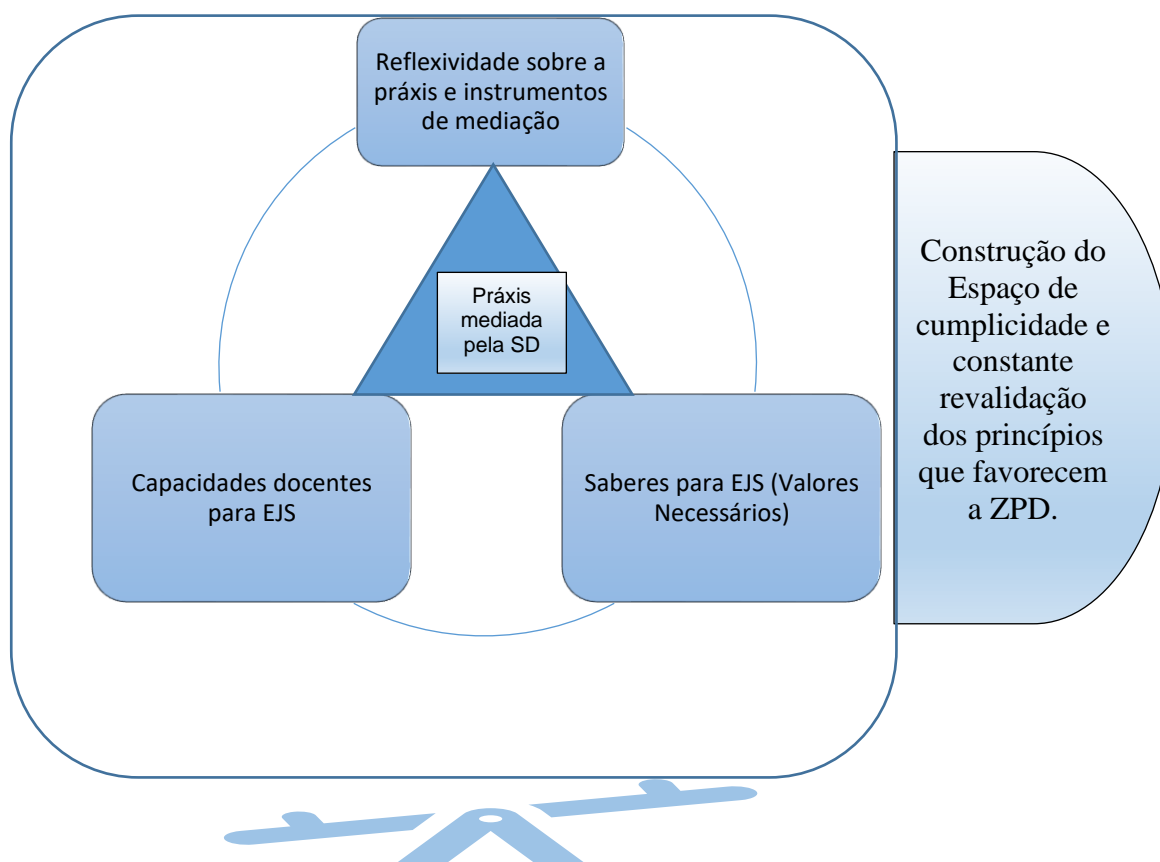 Reflexividade sobre a
práxis e instrumentos
de mediação
Práxis
mediada
pela SD
Capacidades docentes
para EJS
Saberes para EJS (Valores
Necessários)
Construção do
Espaço de
cumplicidade e
constante
revalidação
dos princípios
que favorecem
a ZPD.